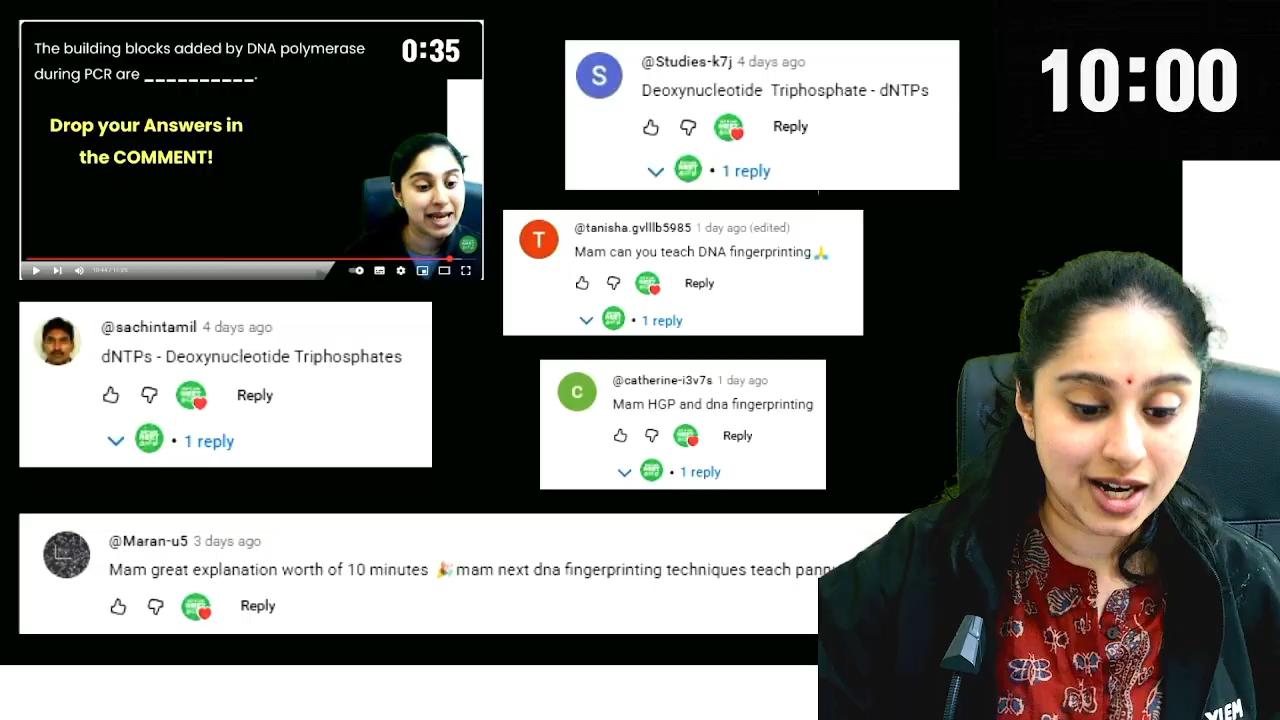 The building blocks added by DNA polymerase
during PCR are __________.
0:35
Drop your Answers in
the COMMENT!
@Studies-k7j 4 days ago
Deoxynucleotide Triphosphate - dNTPs
Reply
1 reply
10:00
@tanisha.gvlllb5985 1 day ago (edited)
Mam can you teach DNA fingerprinting🙏
Reply
1 reply
@sachintamil 4 days ago
dNTPs - Deoxynucleotide Triphosphates
Reply
1 reply
@catherine-i3v7s 1 day ago
Mam HGP and dna fingerprinting
Reply
1 reply
@Maran-u5 3 days ago
Mam great explanation worth of 10 minutes 🎉mam next dna fingerprinting techniques teach
Reply
S
T
C
XYLEM